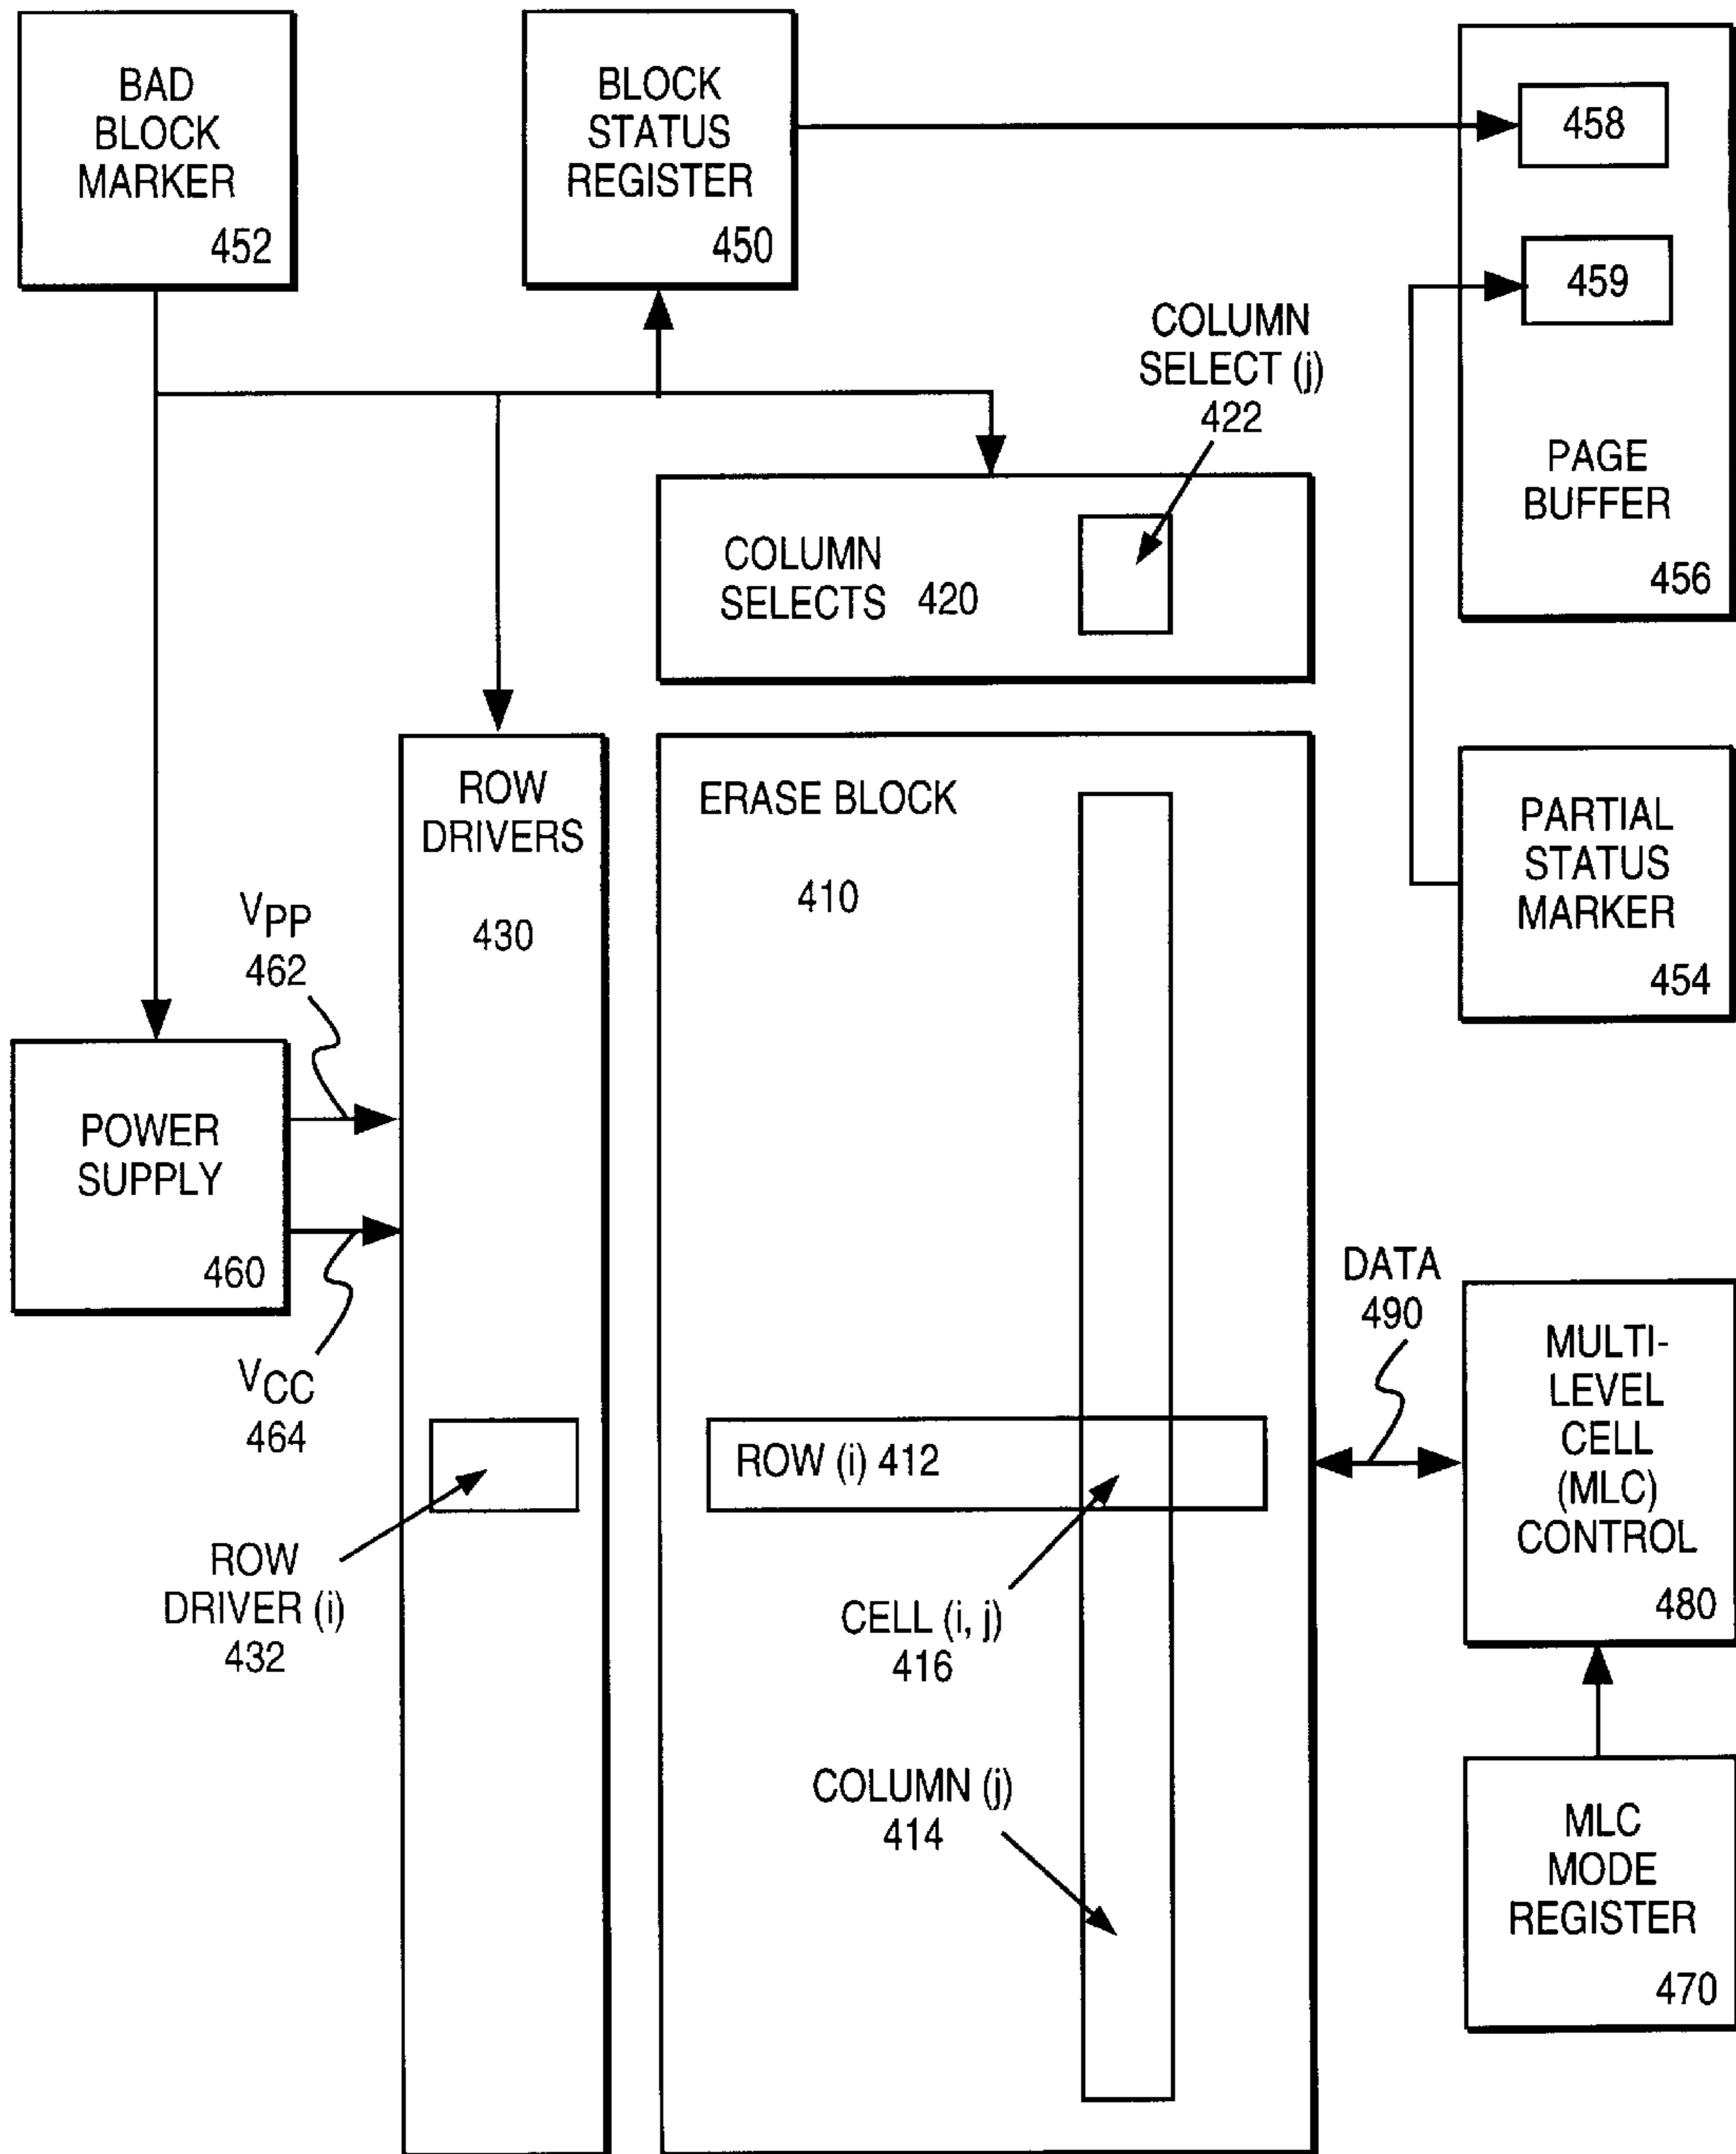 BAD
BLOCK
MARKER
452
BLOCK
STATUS
REGISTER
450
458
459
PAGE
BUFFER
456
COLUMN
SELECT (j)
422
COLUMN
SELECTS 420
ROW
DRIVERS
430
ERASE BLOCK
410
PARTIAL
STATUS
MARKER
454
VPP
462
POWER
SUPPLY
460
VCC
464
DATA
490
MULTI-
LEVEL
CELL
(MLC)
CONTROL
480
ROW (i) 412
ROW
DRIVER (i)
432
CELL (i, j)
416
COLUMN (j)
414
MLC
MODE
REGISTER
470